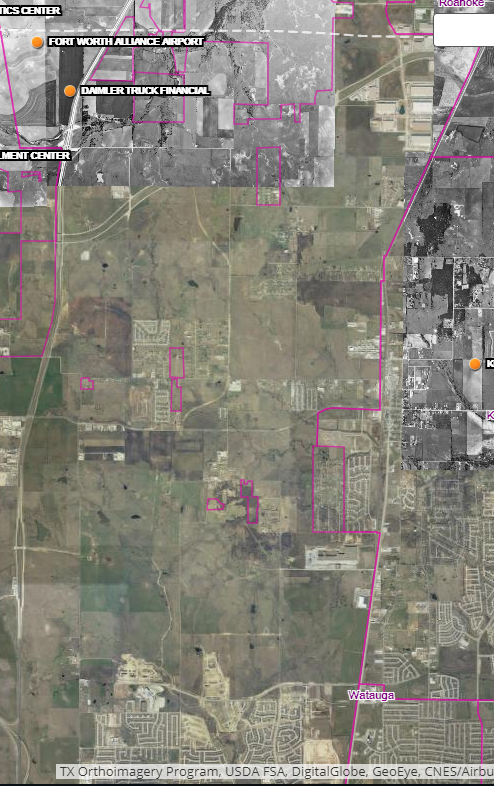 TICS CENTER
Roanoke
FORT WORTH ALLIANCE AIRPORT
DAIMLER TRUCK FINANCIAL
LMENT CENTER
K
Watauga
TX Orthoimagery Program, USDA FSA, DigitalGlobe, GeoEye, CNES/Airbu